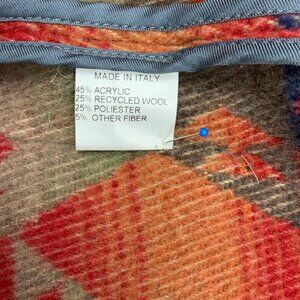 MADE IN ITALY
45% ACRYLIC
25% RECYCLED WOOL
25% POLIESTER
5% OTHER FIBER